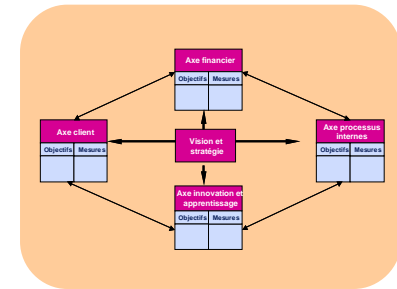 Axe financier
Objectifs Mesures
Axe client
Objectifs Mesures
Vision et
stratégie
Axe processus
internes
Objectifs Mesures
Axe innovation et
apprentissage
Objectifs Mesures